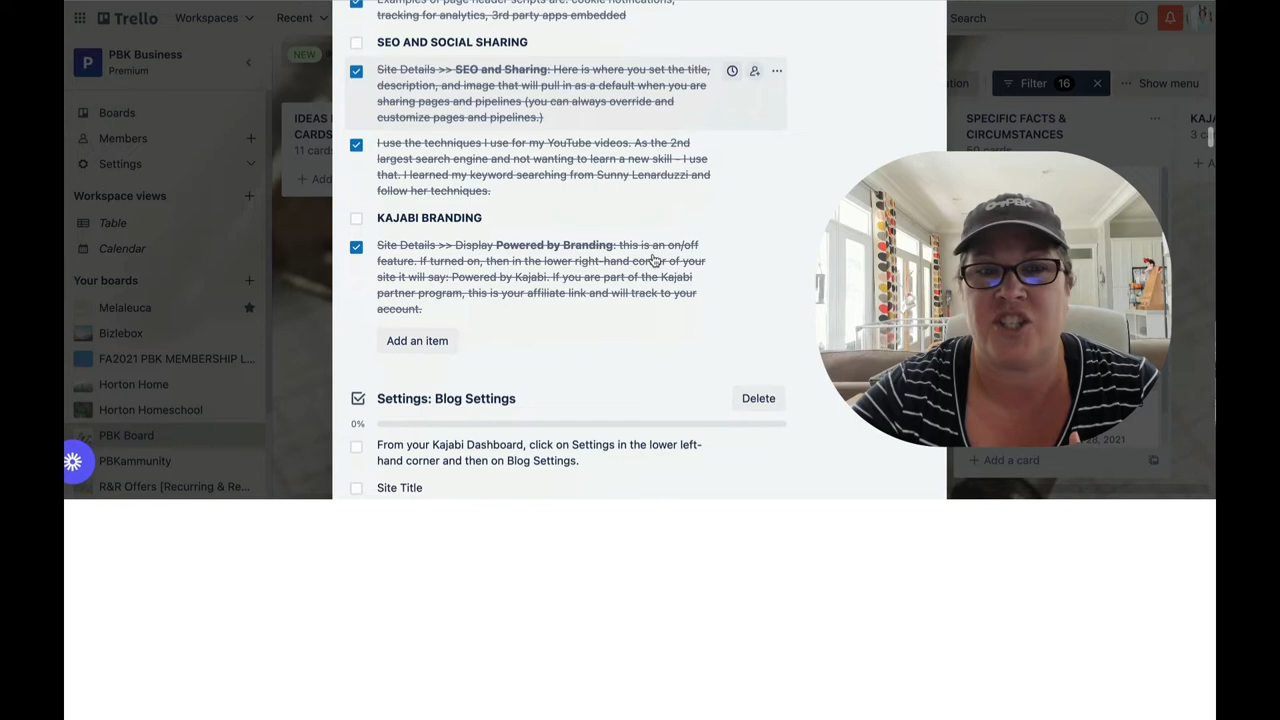 Trello
Workspaces
Recent
Search
PBK Business
Premium
Boards
Members
Settings
Workspace views
Table
Calendar
Your boards
Melaleuca
Bizlebox
FA2021 PBK MEMBERSHIP L...
Horton Home
Horton Homeschool
PBK Board
PBKammunity
R&R Offers [Recurring & Re...
NEW
IDEAS
CARDS
11 cards
Add
Examples of page header scripts are: cookie notifications,
tracking for analytics, 3rd party apps embedded
SEO AND SOCIAL SHARING
Site Details >> SEO and Sharing: Here is where you set the title,
description, and image that will pull in as a default when you are
sharing pages and pipelines (you can always override and
customize pages and pipelines.)
I use the techniques I use for my YouTube videos. As the 2nd
largest search engine and not wanting to learn a new skill - I use
that. I learned my keyword searching from Sunny Lenarduzzi and
follow her techniques.
KAJABI BRANDING
Site Details >> Display Powered by Branding: this is an on/off
feature. If turned on, then in the lower right-hand corner of your
site it will say: Powered by Kajabi. If you are part of the Kajabi
partner program, this is your affiliate link and will track to your
account.
Add an item
Settings: Blog Settings
Delete
0%
From your Kajabi Dashboard, click on Settings in the lower left-
hand corner and then on Blog Settings.
Site Title
Filter 16
Show menu
SPECIFIC FACTS &
CIRCUMSTANCES
KAJA
3 c
PBK
28, 2021
Add a card